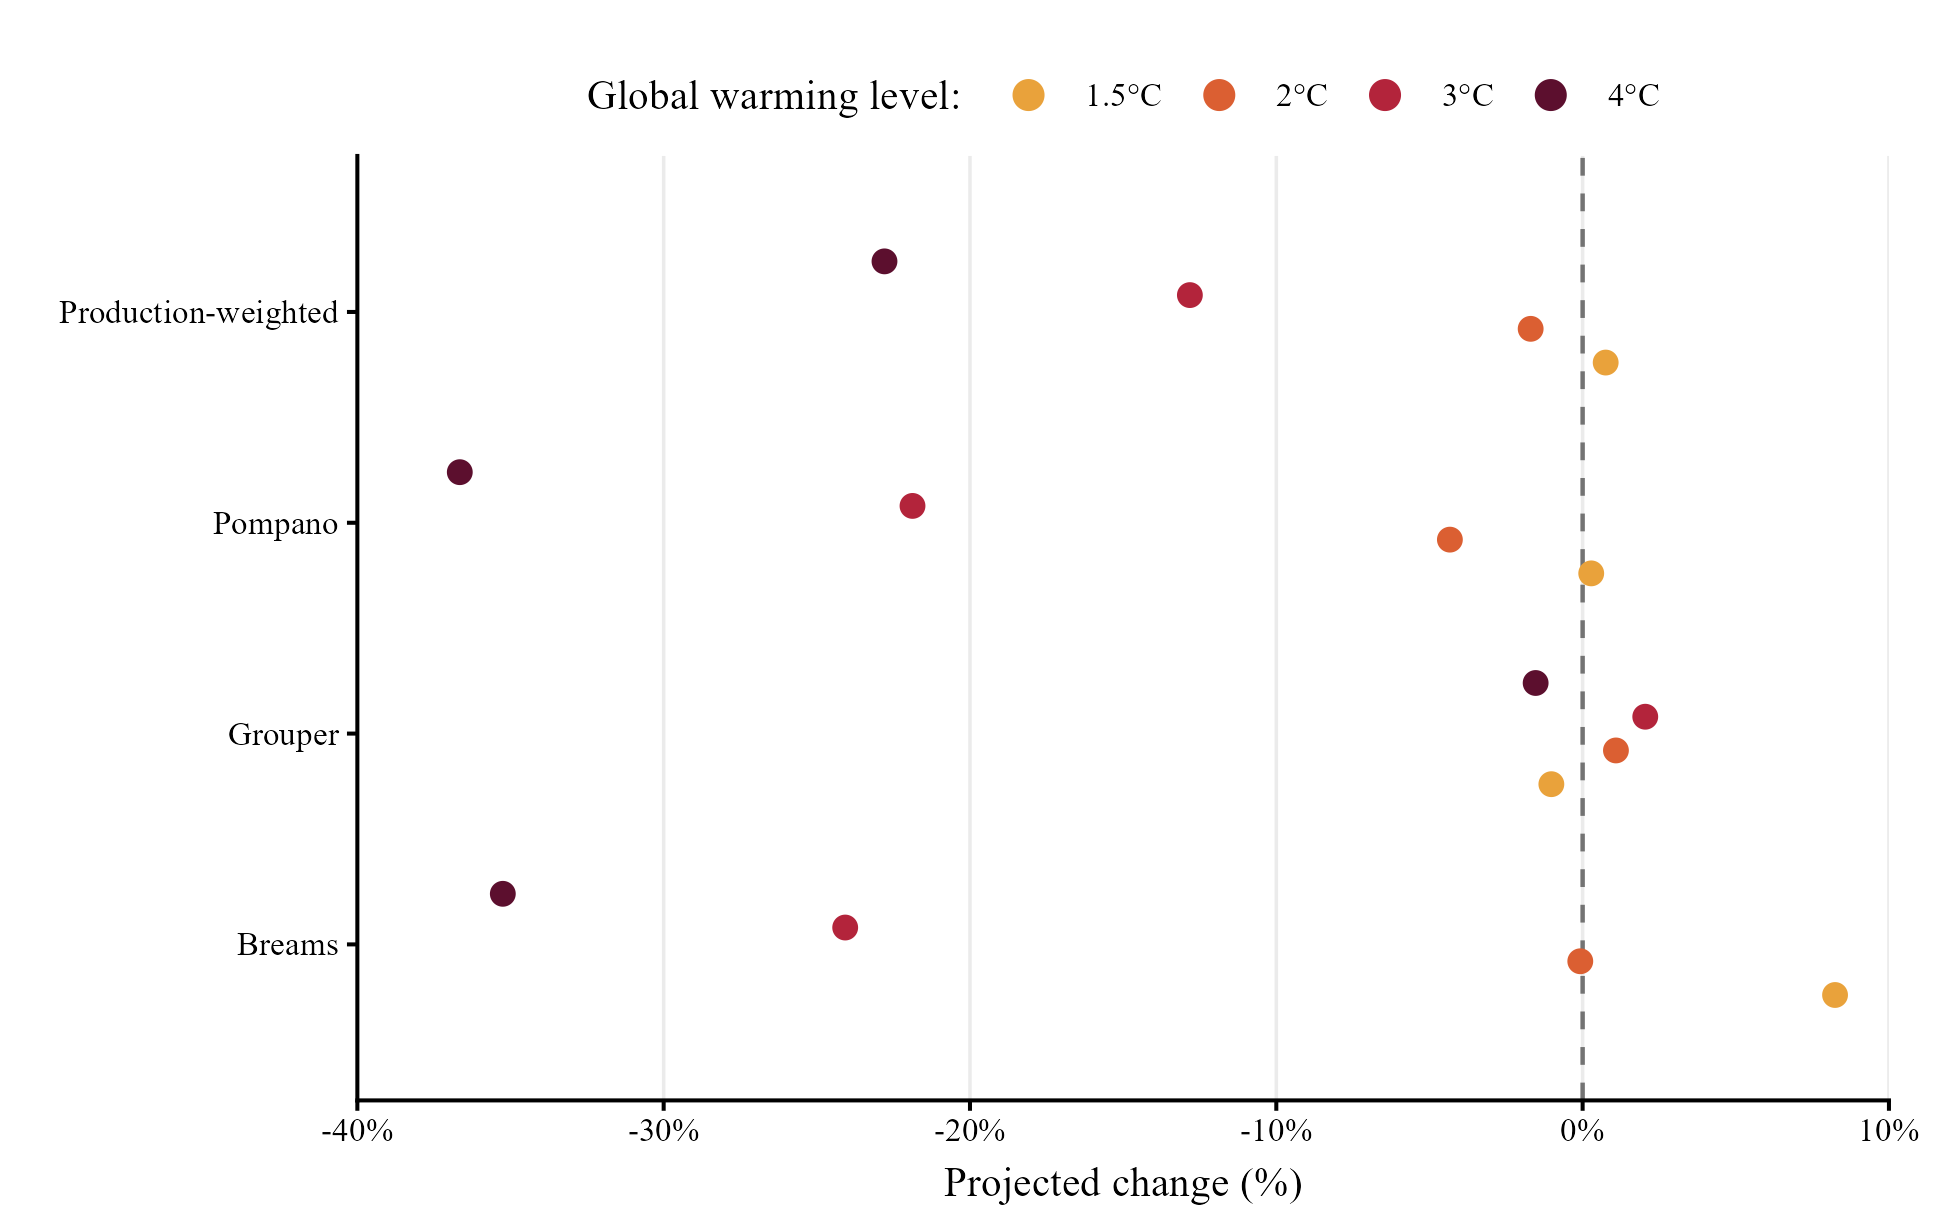 Global warming level: 1.5°C 2°C 3°C 4°C
Production-weighted
Pompano
Grouper
Breams
-40% -30% -20% -10% 0% 10%
Projected change (%)